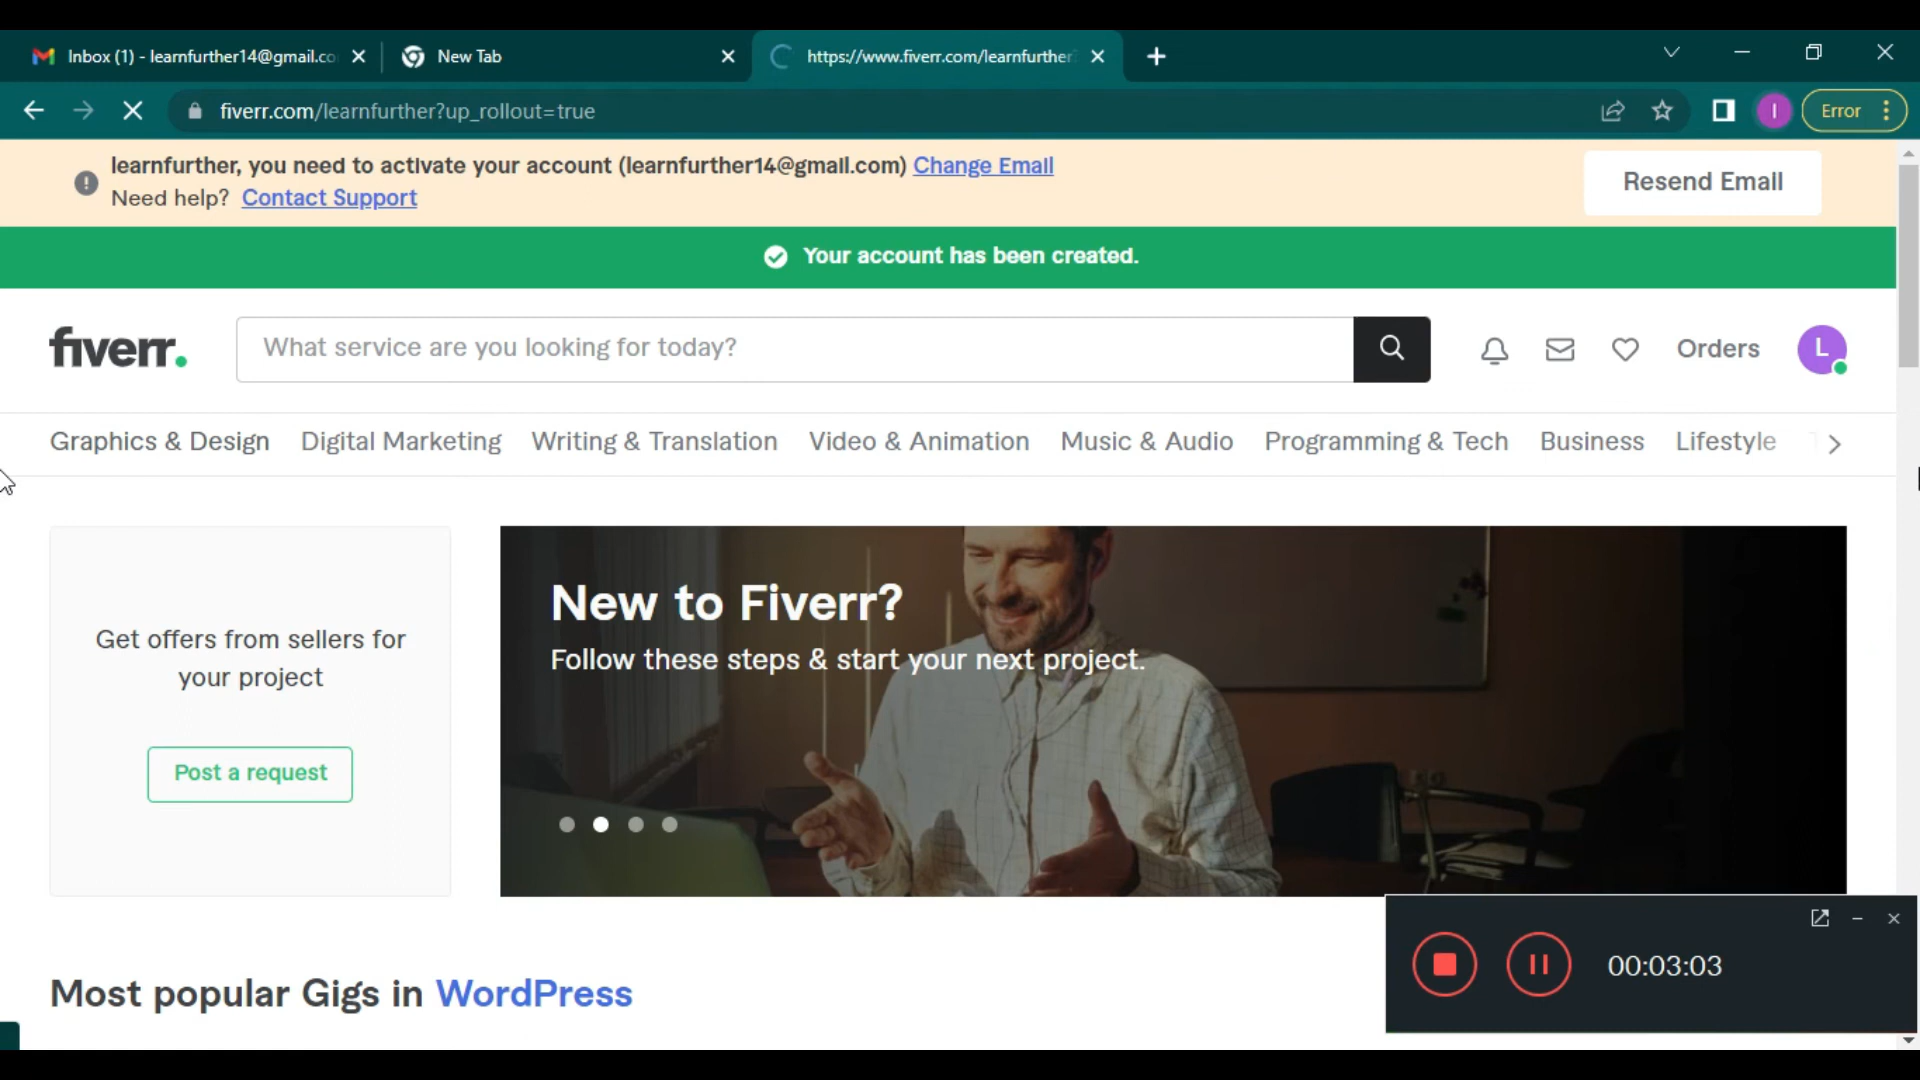 Inbox (1) - learnfurther14@gmail.co
New Tab
https://www.fiverr.com/learnfurther
fiverr.com/learnfurther?up_rollout=true
Error
learnfurther, you need to activate your account (learnfurther14@gmail.com) Change Email
Need help? Contact Support
Resend Email
Your account has been created.
fiverr.
What service are you looking for today?
Orders
L
I
Graphics & Design
Digital Marketing
Writing & Translation
Video & Animation
Music & Audio
Programming & Tech
Business
Lifestyle
Get offers from sellers for
your project
Post a request
New to Fiverr?
Follow these steps & start your next project.
00:03:03
Most popular Gigs in WordPress